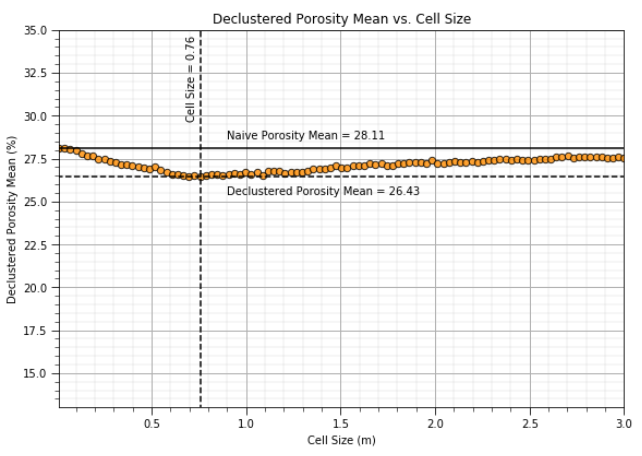 Declustered Porosity Mean vs. Cell Size
35.0
32.5
30.0
27.5
25.0
22.5
20.0
17.5
15.0
Declustered Porosity Mean (%)
Cell Size = 0.76
Naive Porosity Mean = 28.11
Declustered Porosity Mean = 26.43
0.5
1.0
1.5
2.0
2.5
3.0
Cell Size (m)